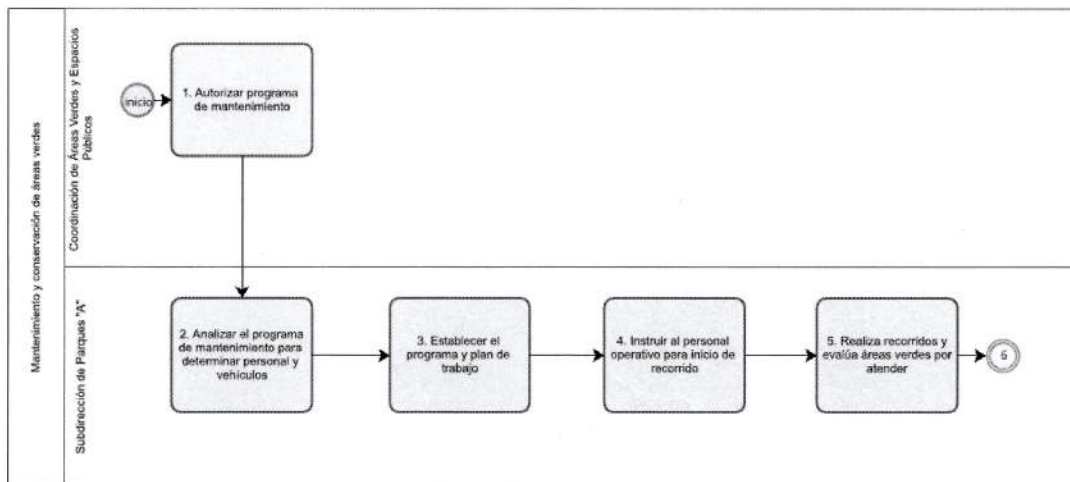 Mantenimiento y conservación de áreas verdes
Coordinación de Áreas Verdes y Espacios
Públicos
inicio
1. Autorizar programa
de mantenimiento
Subdirección de Parques "A"
2. Analizar el programa
de mantenimiento para
determinar personal y
vehículos
3. Establecer el
programa y plan de
trabajo
4. Instruir al personal
operativo para inicio de
recorrido
5. Realiza recorridos y
evalúa áreas verdes por
atender
6